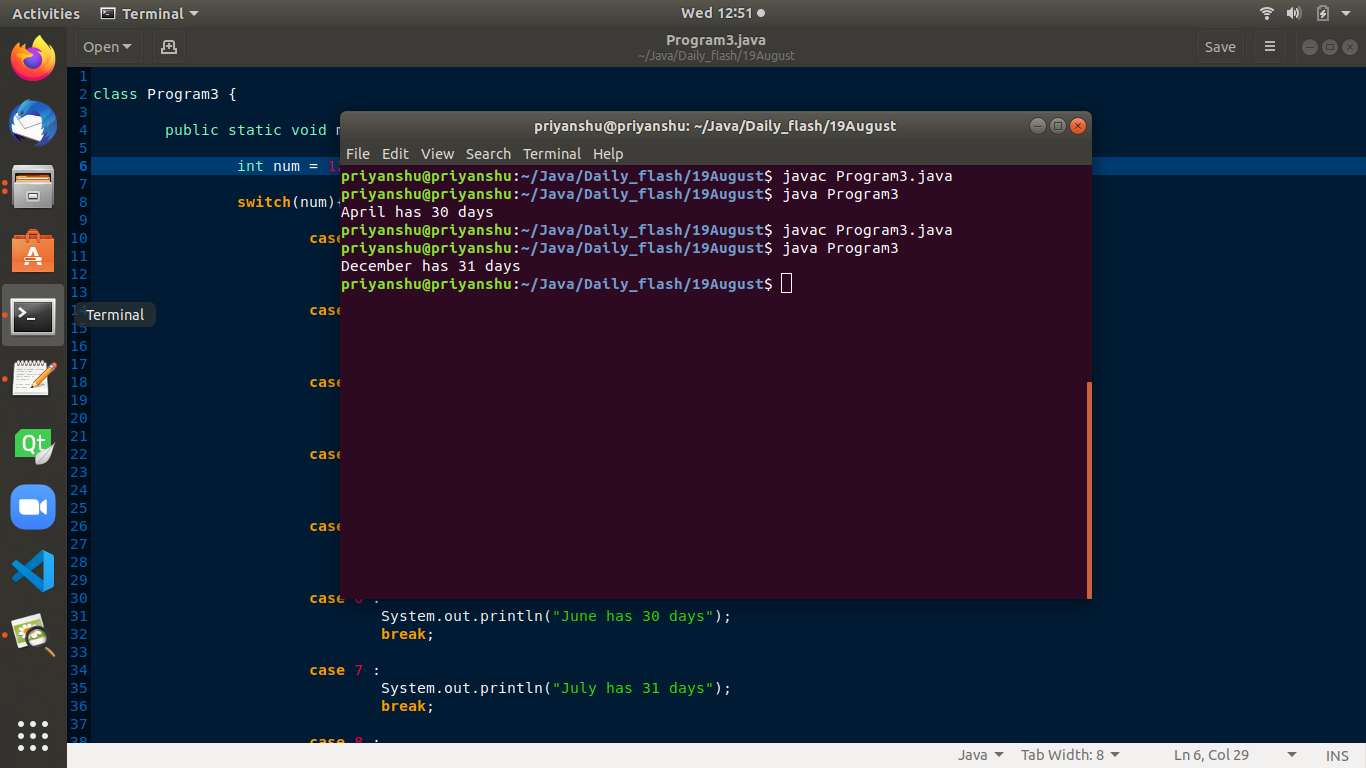 Activities Terminal Wed 12:51
Open Program3.java Save
~/Java/Daily_flash/19August
1
2 class Program3 {
3
4 public static void
5
6 int num = 1
7
8 switch(num)
9
10 case
11
12
13
14 case
15
16
17
18 case
19
20
21
22 case
23
24
25
26 case
27
28
29
30 case 6 :
31 System.out.println("June has 30 days");
32 break;
33
34 case 7 :
35 System.out.println("July has 31 days");
36 break;
37
38 case 8 :
priyanshu@priyanshu: ~/Java/Daily_flash/19August
File Edit View Search Terminal Help
priyanshu@priyanshu:~/Java/Daily_flash/19August$ javac Program3.java
priyanshu@priyanshu:~/Java/Daily_flash/19August$ java Program3
April has 30 days
priyanshu@priyanshu:~/Java/Daily_flash/19August$ javac Program3.java
priyanshu@priyanshu:~/Java/Daily_flash/19August$ java Program3
December has 31 days
priyanshu@priyanshu:~/Java/Daily_flash/19August$
Terminal
Qt
Java Tab Width: 8 Ln 6, Col 29 INS